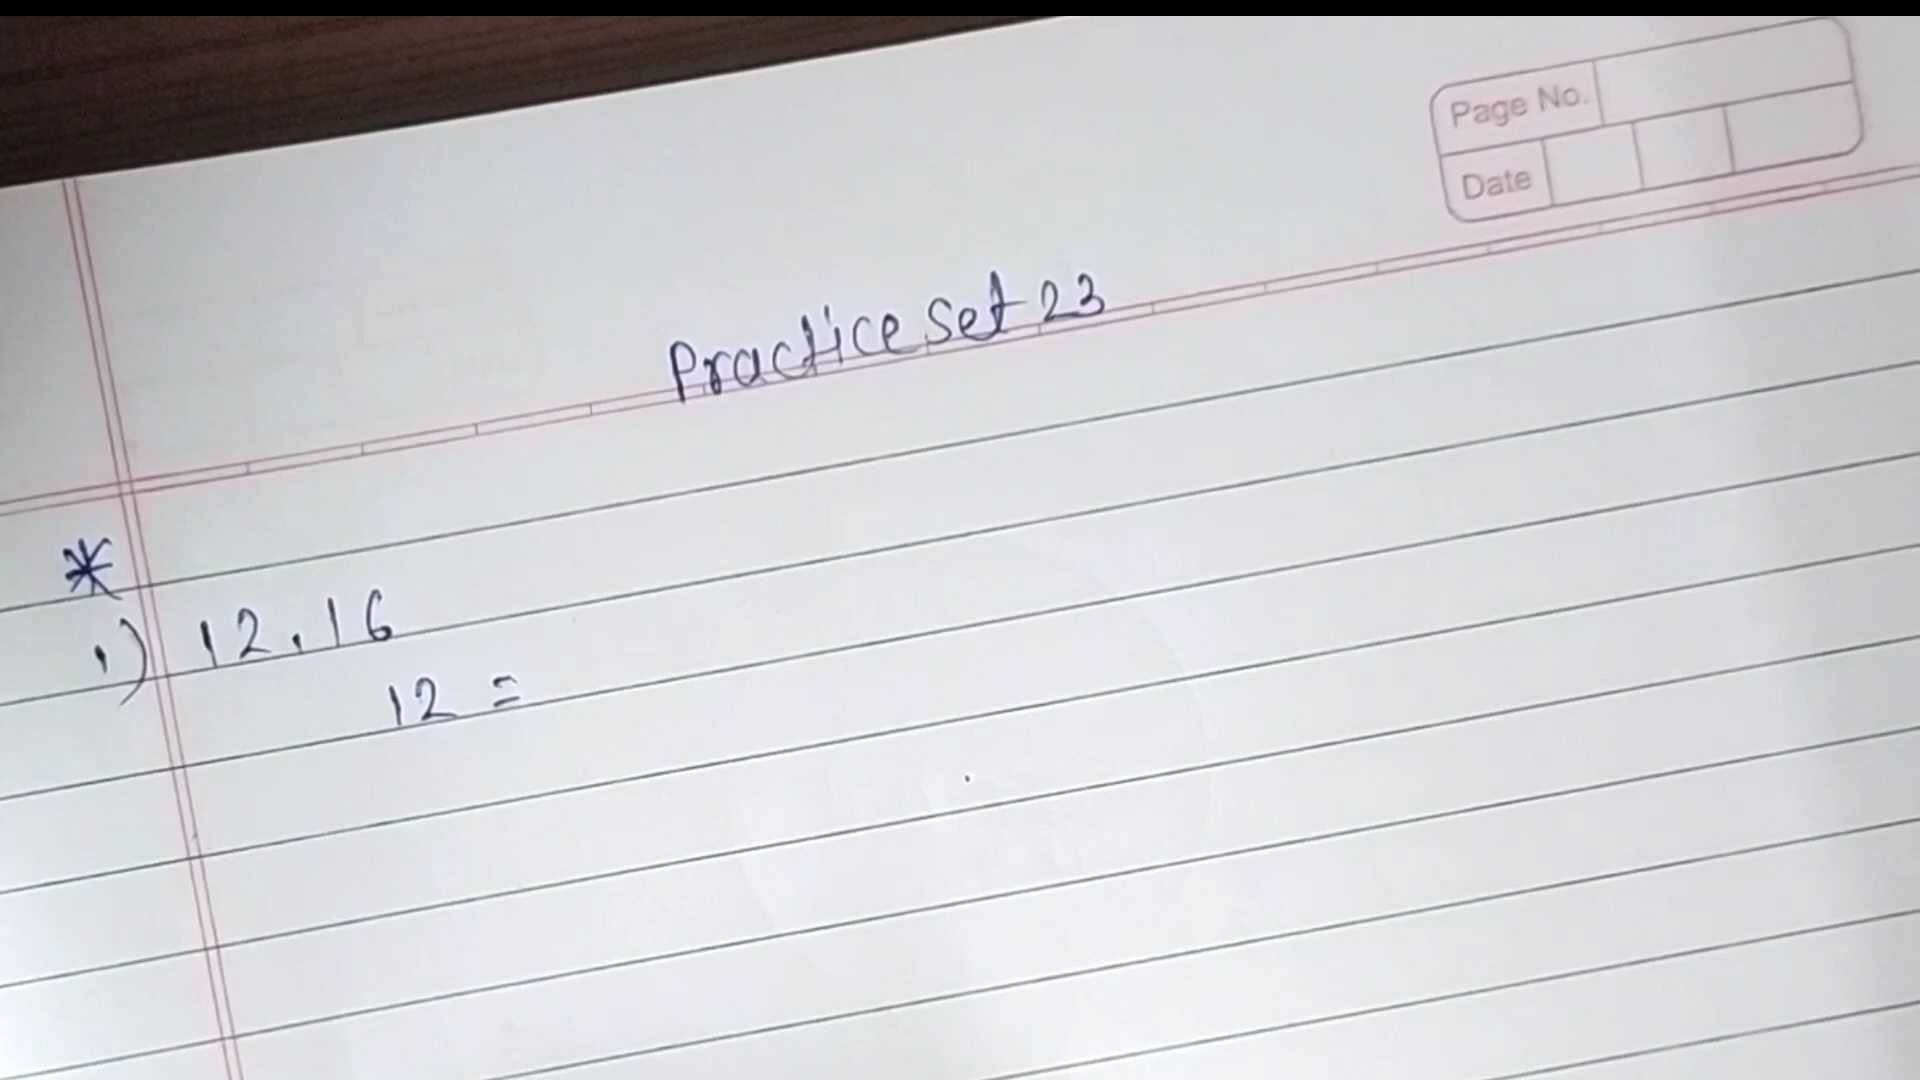 Page No.
Date
Practice set 23
*
1) 12.16
12 =